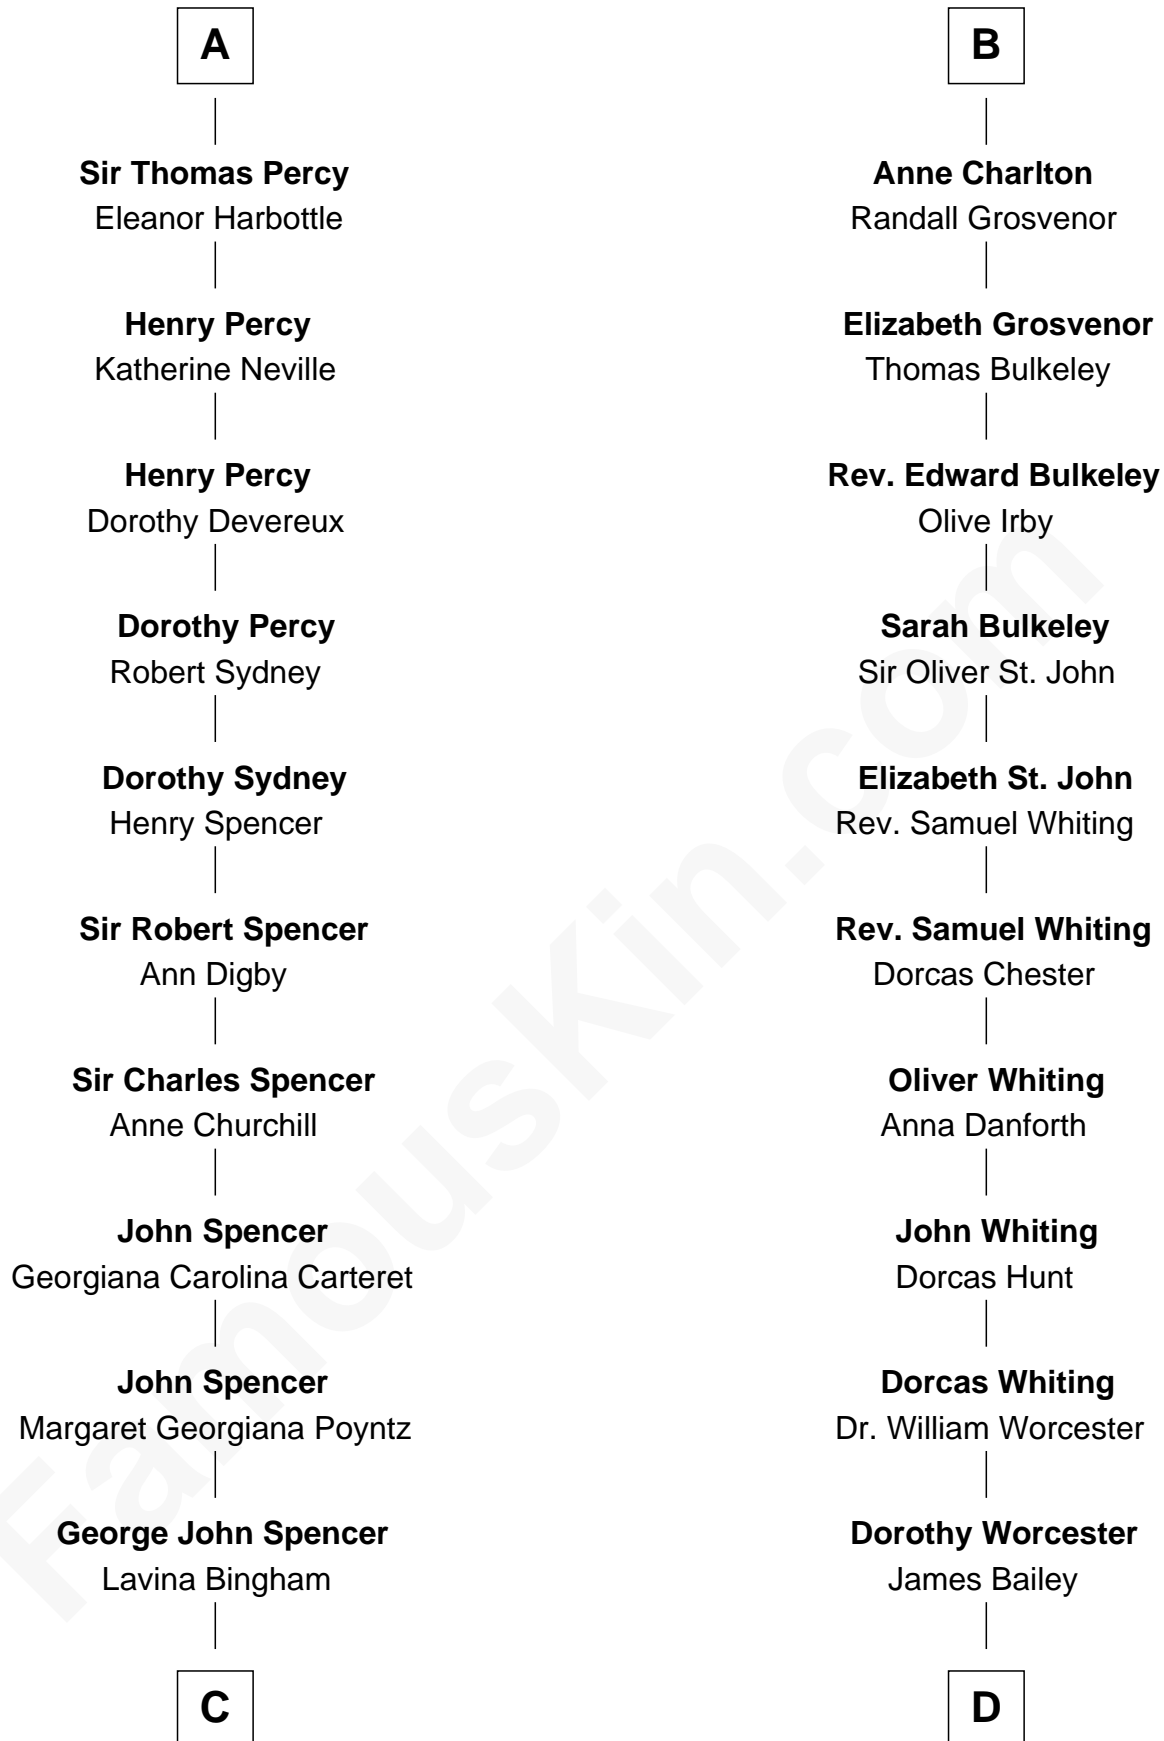 A
Sir Thomas Percy
Eleanor Harbottle
Henry Percy
Katherine Neville
Henry Percy
Dorothy Devereux
Dorothy Percy
Robert Sydney
Dorothy Sydney
Henry Spencer
Sir Robert Spencer
Ann Digby
Sir Charles Spencer
Anne Churchill
John Spencer
Georgiana Carolina Carteret
John Spencer
Margaret Georgiana Poyntz
George John Spencer
Lavina Bingham
C
B
Anne Charlton
Randall Grosvenor
Elizabeth Grosvenor
Thomas Bulkeley
Rev. Edward Bulkeley
Olive Irby
Sarah Bulkeley
Sir Oliver St. John
Elizabeth St. John
Rev. Samuel Whiting
Rev. Samuel Whiting
Dorcas Chester
Oliver Whiting
Anna Danforth
John Whiting
Dorcas Hunt
Dorcas Whiting
Dr. William Worcester
Dorothy Worcester
James Bailey
D
FamousKin.com